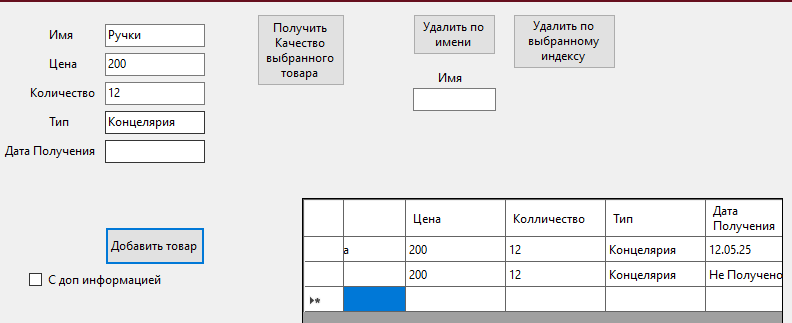 Имя
Ручки
Цена
200
Количество
12
Тип
Концелярия
Дата Получения
Получить
Качество
выбранного
товара
Удалить по
имени
Удалить по
выбранному
индексу
Имя
Добавить товар
С доп информацией
Цена Колличество Тип Дата
Получения
а 200 12 Концелярия 12.05.25
200 12 Концелярия Не Получено